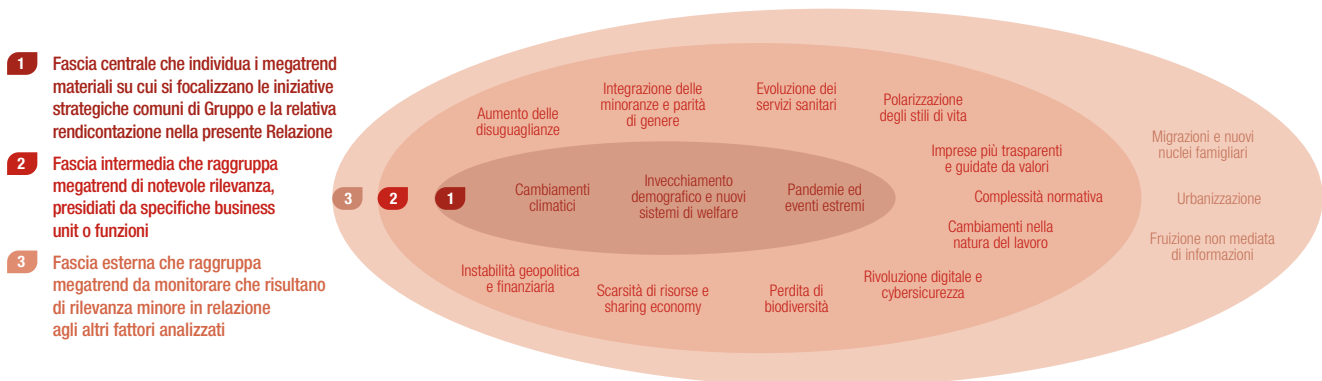 1
Fascia centrale che individua i megatrend
materiali su cui si focalizzano le iniziative
strategiche comuni di Gruppo e la relativa
rendicontazione nella presente Relazione
2
Fascia intermedia che raggruppa
megatrend di notevole rilevanza,
presidiati da specifiche business
unit o funzioni
3
Fascia esterna che raggruppa
megatrend da monitorare che risultano
di rilevanza minore in relazione
agli altri fattori analizzati
3
2
1
Aumento delle
disuguaglianze
Integrazione delle
minoranze e parità
di genere
Evoluzione dei
servizi sanitari
Polarizzazione
degli stili di vita
Cambiamenti
climatici
Invecchiamento
demografico e nuovi
sistemi di welfare
Pandemie ed
eventi estremi
Imprese più trasparenti
e guidate da valori
Complessità normativa
Cambiamenti nella
natura del lavoro
Migrazioni e nuovi
nuclei famigliari
Urbanizzazione
Fruizione non mediata
di informazioni
Instabilità geopolitica
e finanziaria
Scarsità di risorse e
sharing economy
Perdita di
biodiversità
Rivoluzione digitale e
cybersicurezza